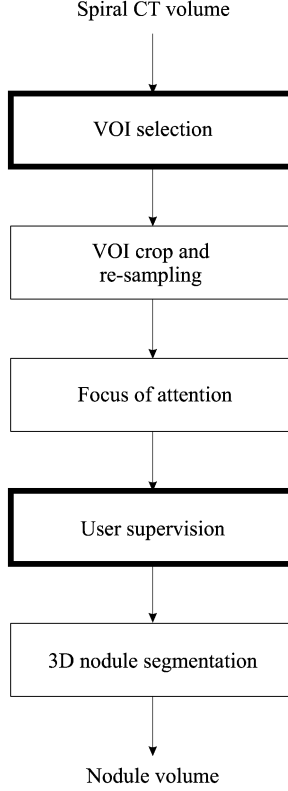 Spiral CT volume
VOI selection
VOI crop and
re-sampling
Focus of attention
User supervision
3D nodule segmentation
Nodule volume